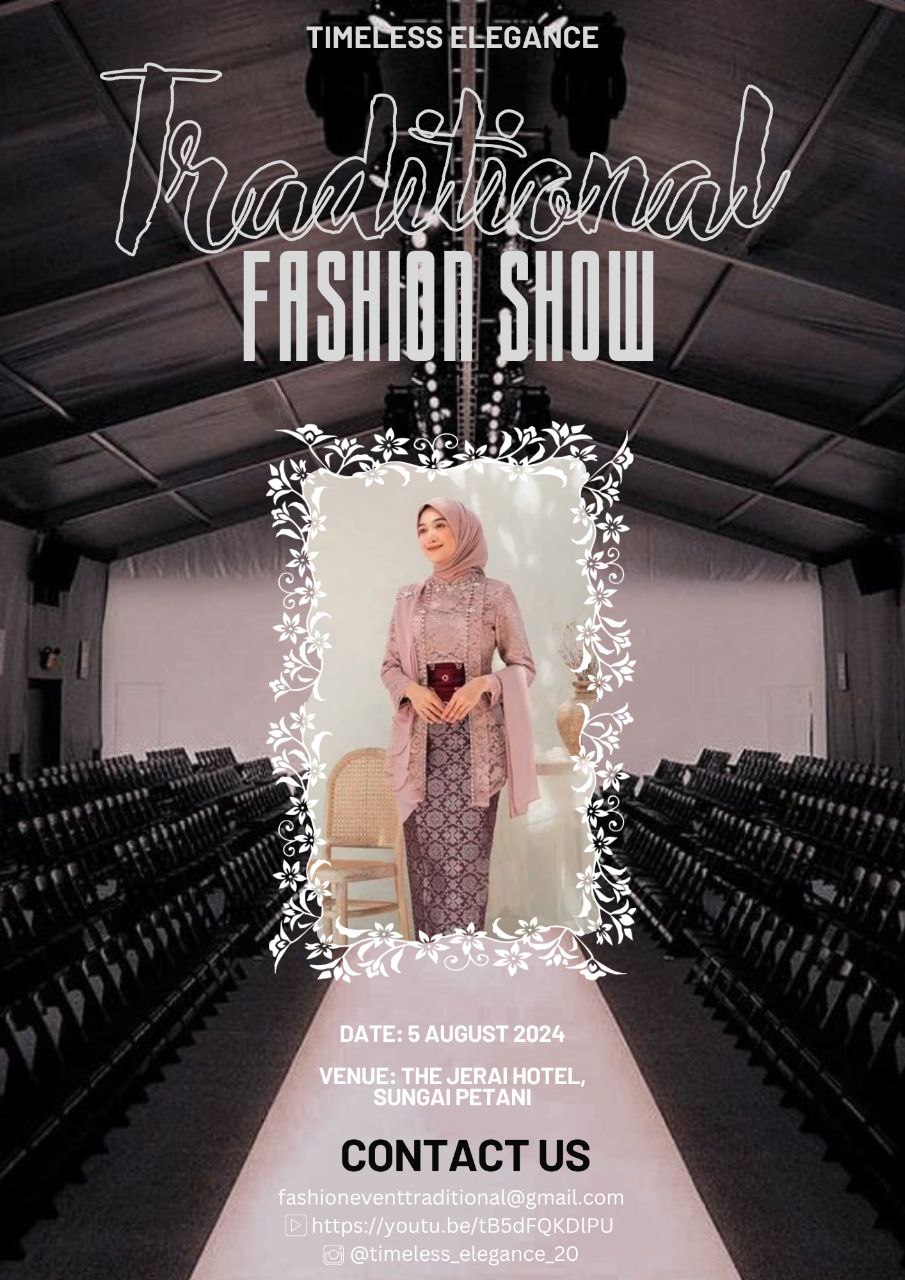 TIMELESS ELEGANCE
Traditional
FASHION SHOW
DATE: 5 AUGUST 2024
VENUE: THE JERAI HOTEL,
SUNGAI PETANI
CONTACT US
fashioneventtraditional@gmail.com
https://youtu.be/tB5dFQKDlPU
@timeless_elegance_20